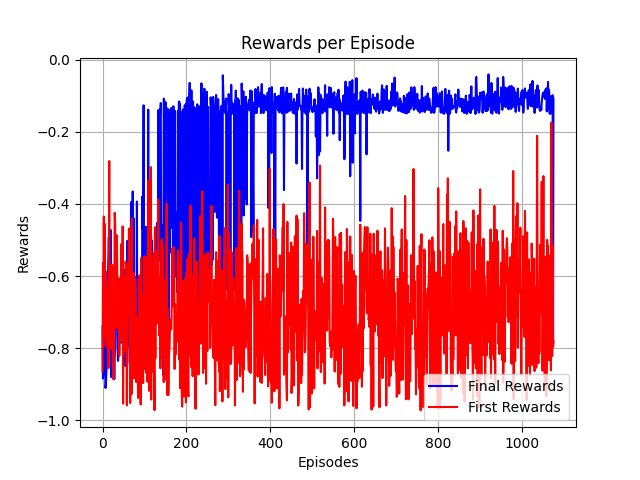 Rewards per Episode
Rewards
0.0
−0.2
−0.4
−0.6
−0.8
−1.0
0 200 400 600 800 1000
Episodes
Final Rewards
First Rewards